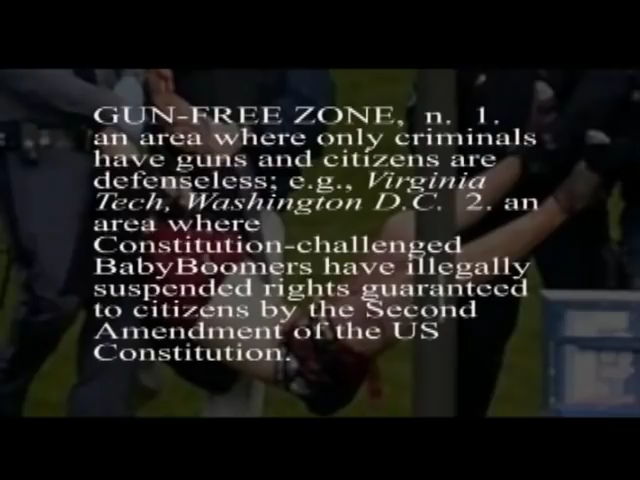 GUN-FREE ZONE, n. 1.
an area where only criminals
have guns and citizens are
defenseless; e.g., Virginia
Tech, Washington D.C. 2. an
area where
Constitution-challenged
BabyBoomers have illegally
suspended rights guaranteed
to citizens by the Second
Amendment of the US
Constitution.